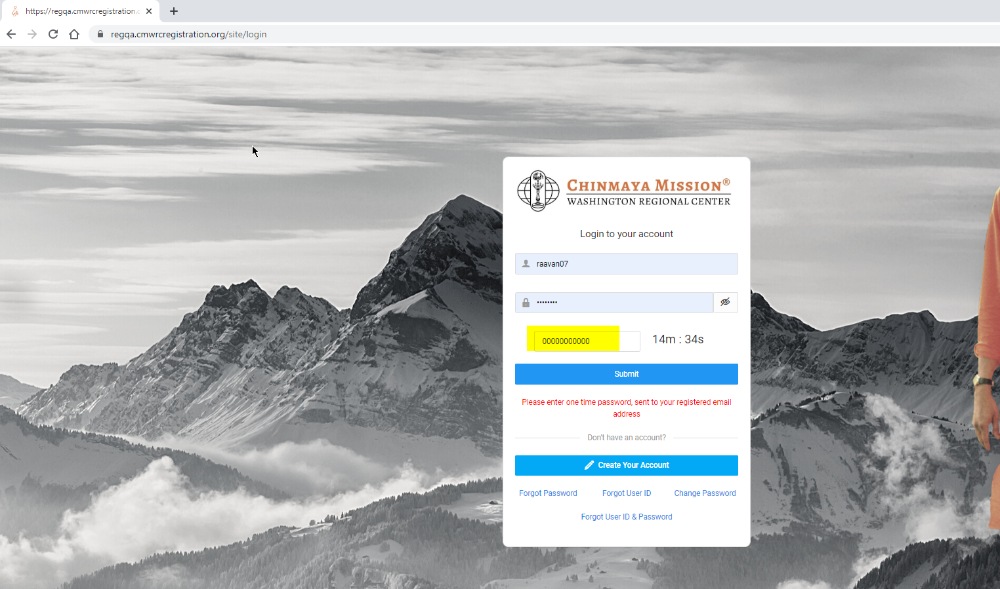 https://regqa.cmwrcregistration.c
regqa.cmwrcregistration.org/site/login
CHINMAYA MISSION®
WASHINGTON REGIONAL CENTER
Login to your account
raavan07
••••••••
00000000000
14m : 34s
Submit
Please enter one time password, sent to your registered email
address
Don't have an account?
Create Your Account
Forgot Password
Forgot User ID
Change Password
Forgot User ID & Password